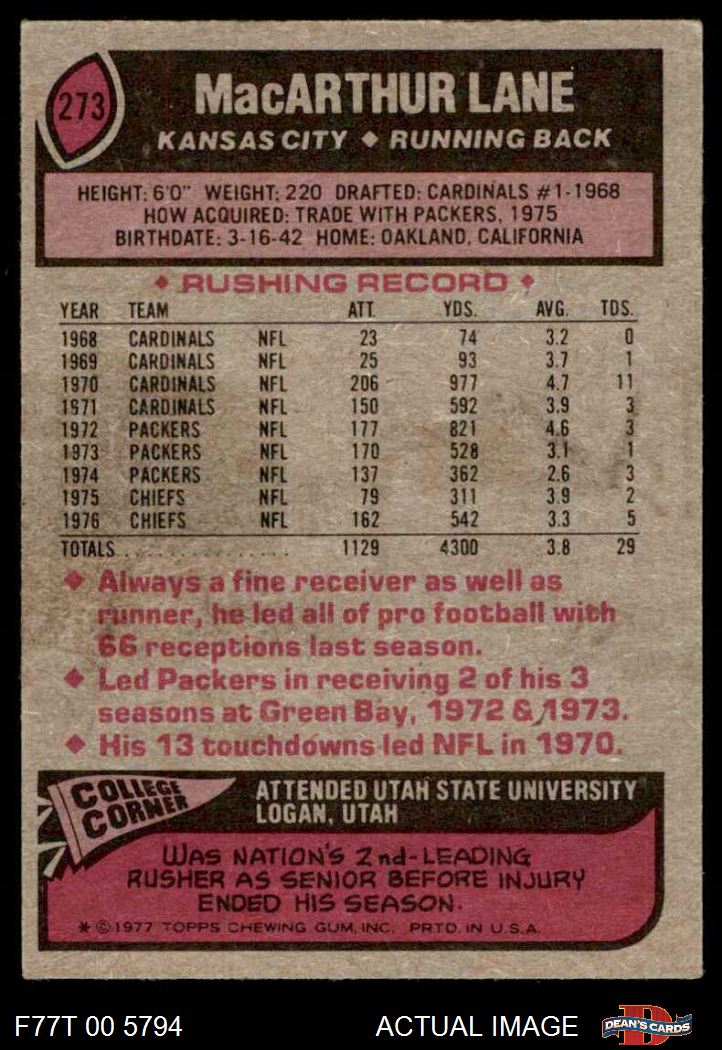 273
MacARTHUR LANE
KANSAS CITY ♦ RUNNING BACK
HEIGHT: 6'0" WEIGHT: 220 DRAFTED: CARDINALS #1-1968
HOW ACQUIRED: TRADE WITH PACKERS, 1975
BIRTHDATE: 3-16-42 HOME: OAKLAND, CALIFORNIA
♦ RUSHING RECORD ♦
YEAR TEAM ATT. YDS. AVG. TDS.
1968 CARDINALS NFL 23 74 3.2 0
1969 CARDINALS NFL 25 93 3.7 1
1970 CARDINALS NFL 206 977 4.7 11
1971 CARDINALS NFL 150 592 3.9 3
1972 PACKERS NFL 177 821 4.6 3
1973 PACKERS NFL 170 528 3.1 1
1974 PACKERS NFL 137 362 2.6 3
1975 CHIEFS NFL 79 311 3.9 2
1976 CHIEFS NFL 162 542 3.3 5
TOTALS . . . . . . . . . . . . . . 1129 4300 3.8 29
♦ Always a fine receiver as well as
runner, he led all of pro football with
66 receptions last season.
♦ Led Packers in receiving 2 of his 3
seasons at Green Bay, 1972 & 1973.
♦ His 13 touchdowns led NFL in 1970.
COLLEGE
CORNER
ATTENDED UTAH STATE UNIVERSITY
LOGAN, UTAH
WAS NATION'S 2nd-LEADING
RUSHER AS SENIOR BEFORE INJURY
ENDED HIS SEASON.
* © 1977 TOPPS CHEWING GUM, INC. PRTD. IN U.S.A.
F77T 00 5794 ACTUAL IMAGE
D
DEAN'S CARDS